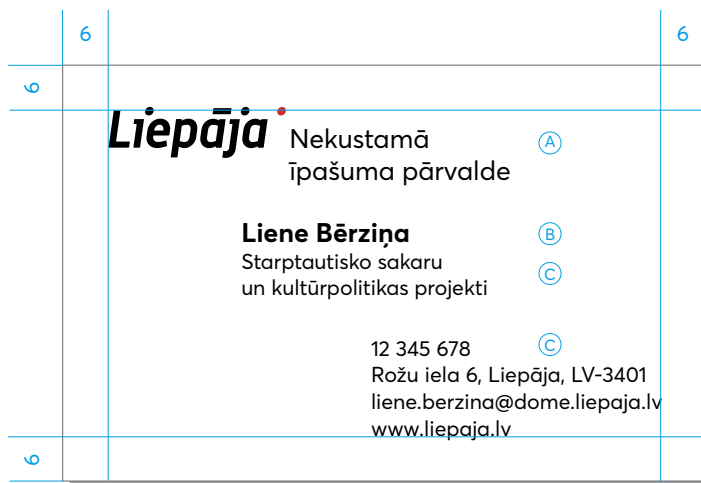 6
6
6
Liepāja
Nekustamā
īpašuma pārvalde
A
Liene Bērziņa
B
Starptautisko sakaru
un kultūrpolitikas projekti
C
12 345 678
C
Rožu iela 6, Liepāja, LV-3401
liene.berzina@dome.liepaja.lv
www.liepaja.lv
6